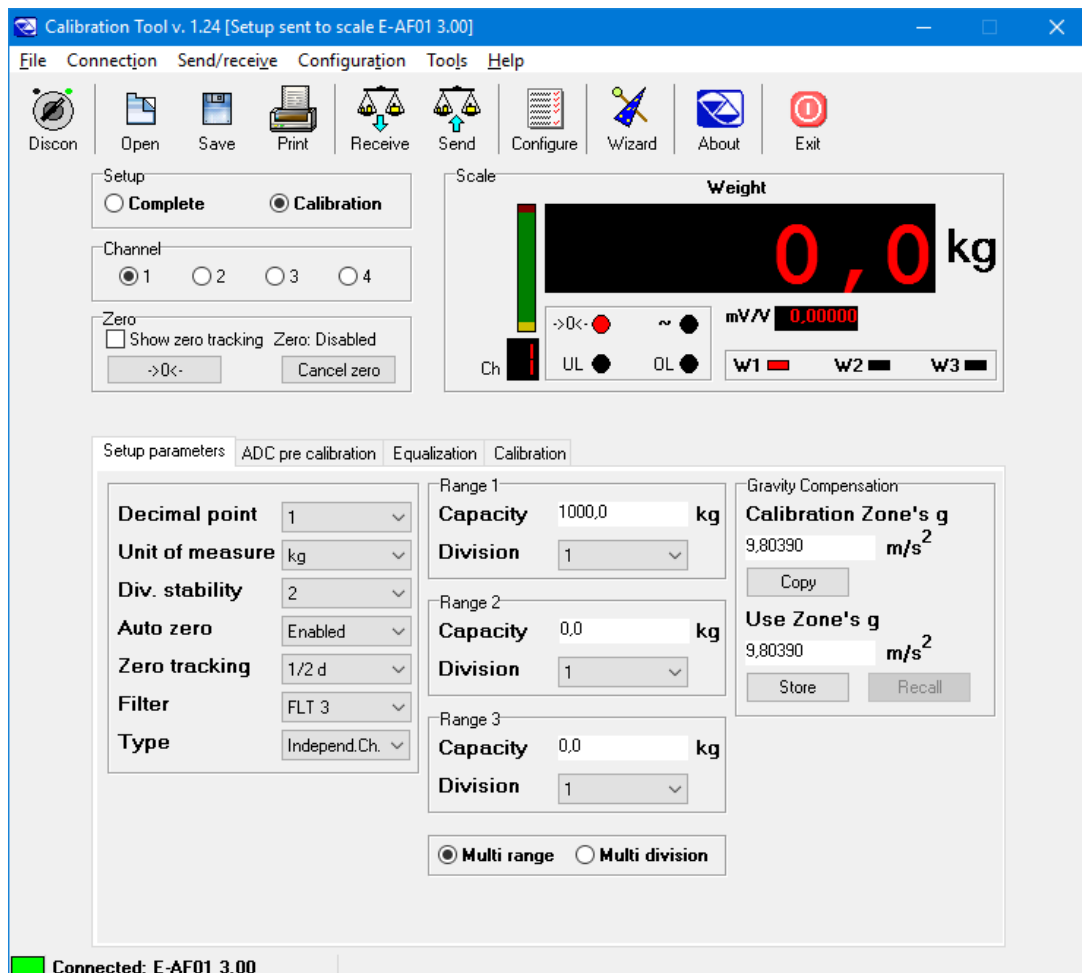 Calibration Tool v. 1.24 [Setup sent to scale E-AF01 3.00]
File Connection Send/receive Configuration Tools Help
Discon Open Save Print Receive Send Configure Wizard About Exit
Setup
Complete Calibration
Channel
1 2 3 4
Zero
Show zero tracking Zero: Disabled
->0<- Cancel zero
Scale
Weight
0,0 kg
->0<- ~ mV/V 0,00000
Ch 1 UL OL W1 W2 W3
Setup parameters ADC pre calibration Equalization Calibration
Decimal point 1
Unit of measure kg
Div. stability 2
Auto zero Enabled
Zero tracking 1/2 d
Filter FLT 3
Type Independ.Ch.
Range 1
Capacity 1000,0 kg
Division 1
Range 2
Capacity 0,0 kg
Division 1
Range 3
Capacity 0,0 kg
Division 1
Multi range Multi division
Gravity Compensation
Calibration Zone's g
9,80390 m/s2
Copy
Use Zone's g
9,80390 m/s2
Store Recall
Connected: E-AF01 3.00